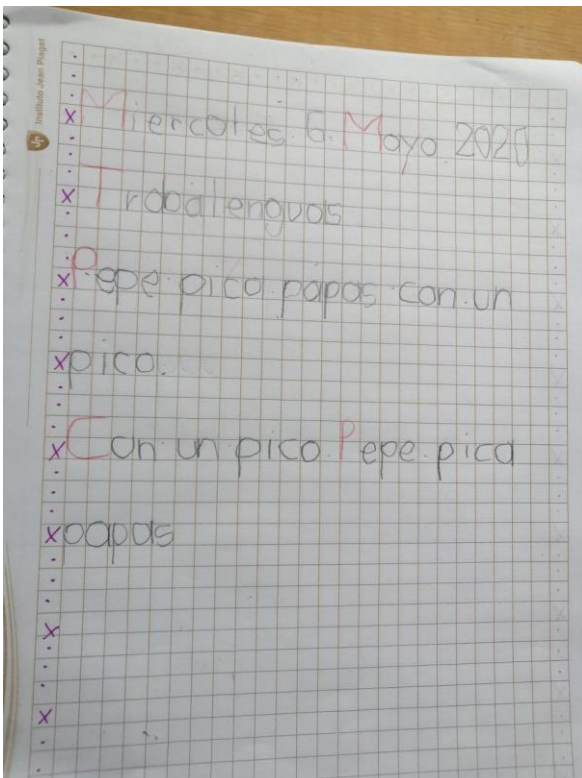 Instituto Jean Piaget
Miercoles 6 Mayo 2020
Trabalenguas
Pepe pica papas con un
pico.
Con un pico Pepe pica
papas